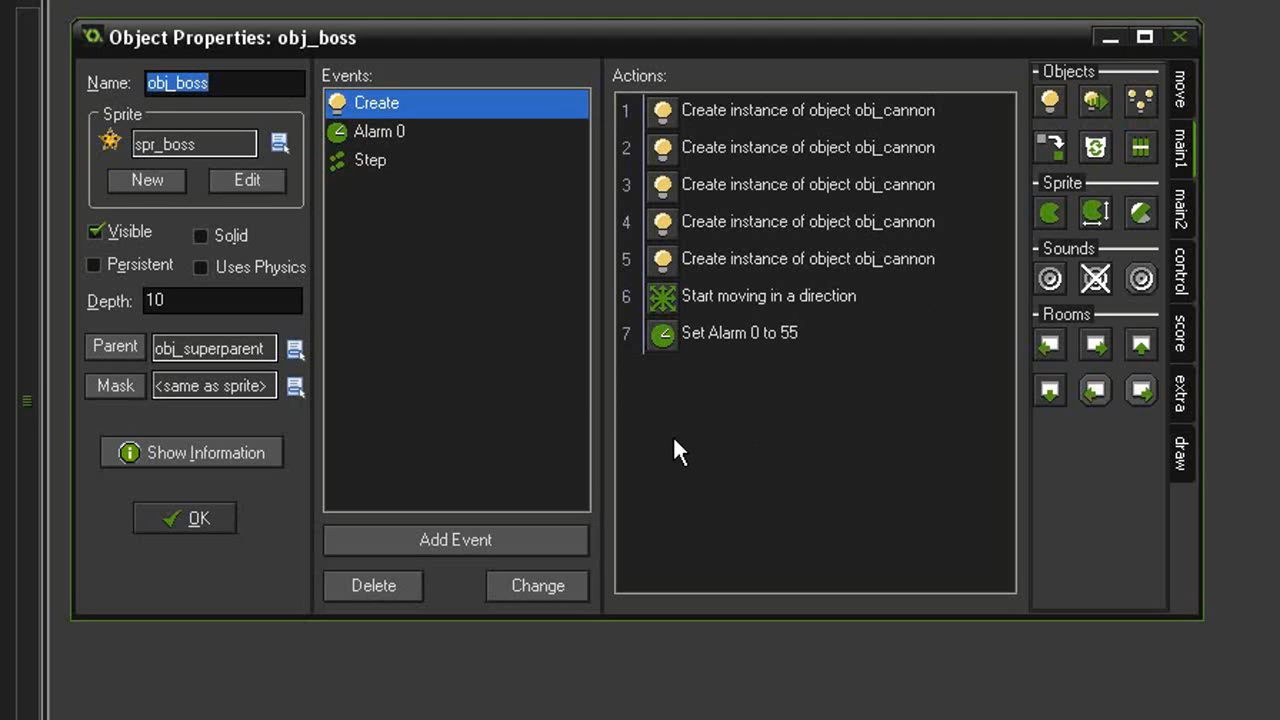 Object Properties: obj_boss
Name: obj_boss
Sprite
spr_boss
New Edit
Visible Solid
Persistent Uses Physics
Depth: 10
Parent obj_superparent
Mask <same as sprite>
Show Information
OK
Events:
Create
Alarm 0
Step
Add Event
Delete Change
Actions:
1 Create instance of object obj_cannon
2 Create instance of object obj_cannon
3 Create instance of object obj_cannon
4 Create instance of object obj_cannon
5 Create instance of object obj_cannon
6 Start moving in a direction
7 Set Alarm 0 to 55
Objects
Sprite
Sounds
Rooms
move
main1
main2
control
score
extra
draw